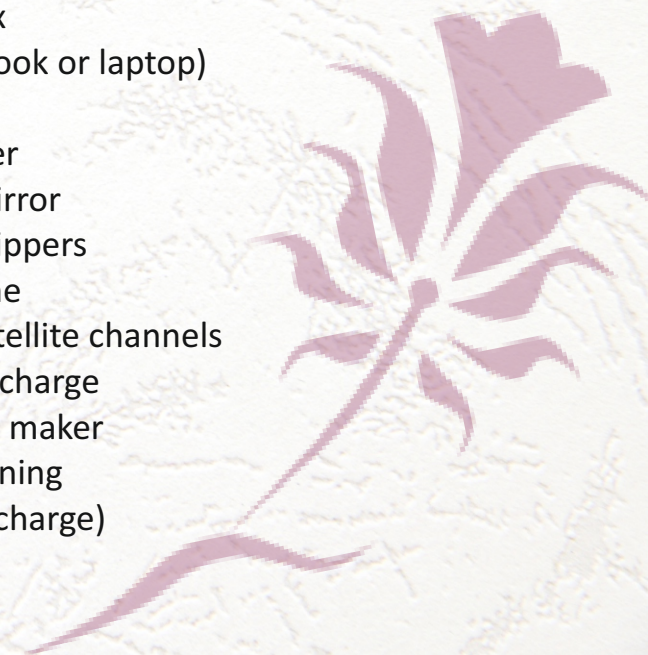 x
ook or laptop)
er
irror
ippers
ne
tellite channels
charge
maker
ning
charge)